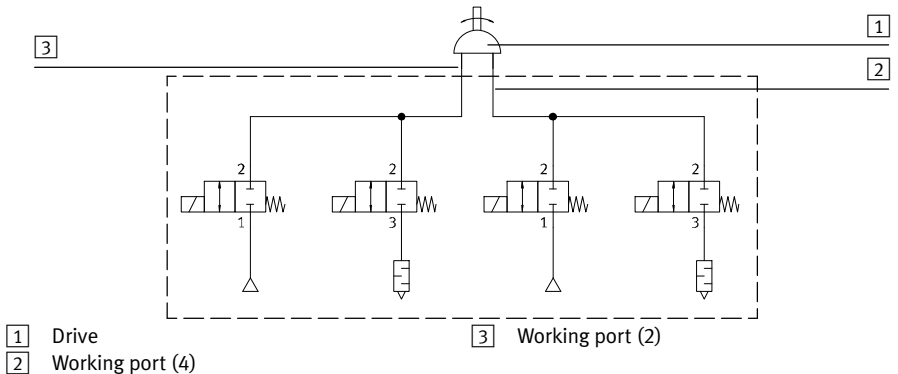 1
3
2
2 2 2 2
1 3 1 3
1 Drive
2 Working port (4)
3 Working port (2)